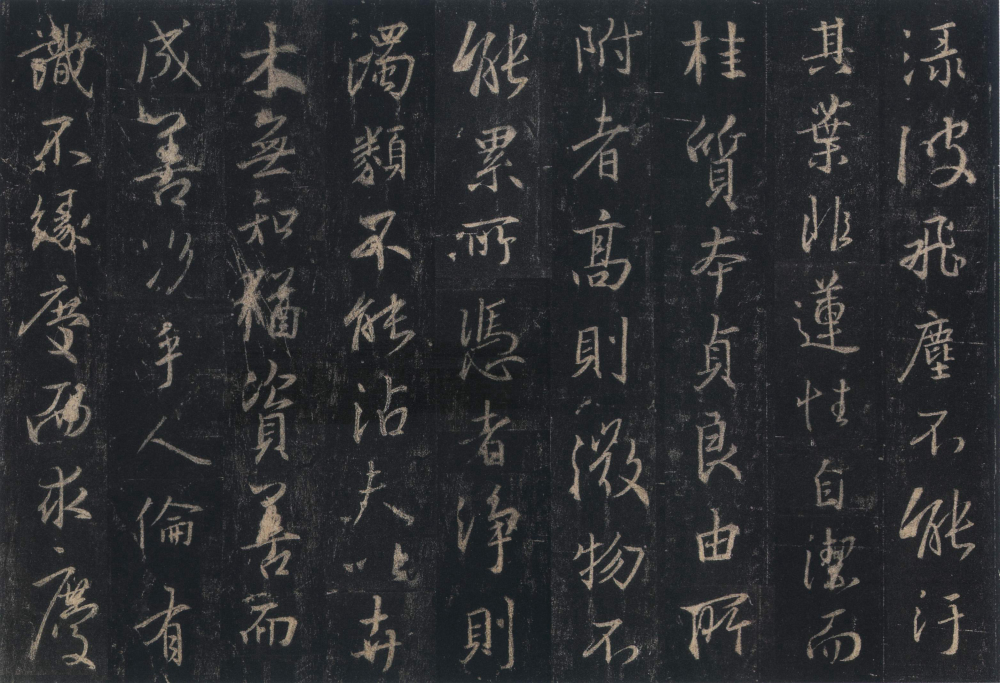 渌波飛塵不能汙
其葉非蓮性自潔而
桂質本貞良由所
附者高則微物不
能累所憑者淨則
濁類不能沾夫以卉
木無知猶資善而
成善况乎人倫有
識不緣慶而求慶